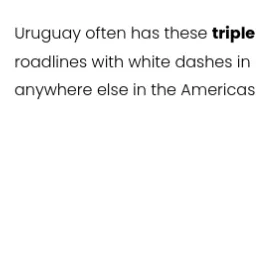 Uruguay often has these triple
roadlines with white dashes in
anywhere else in the Americas